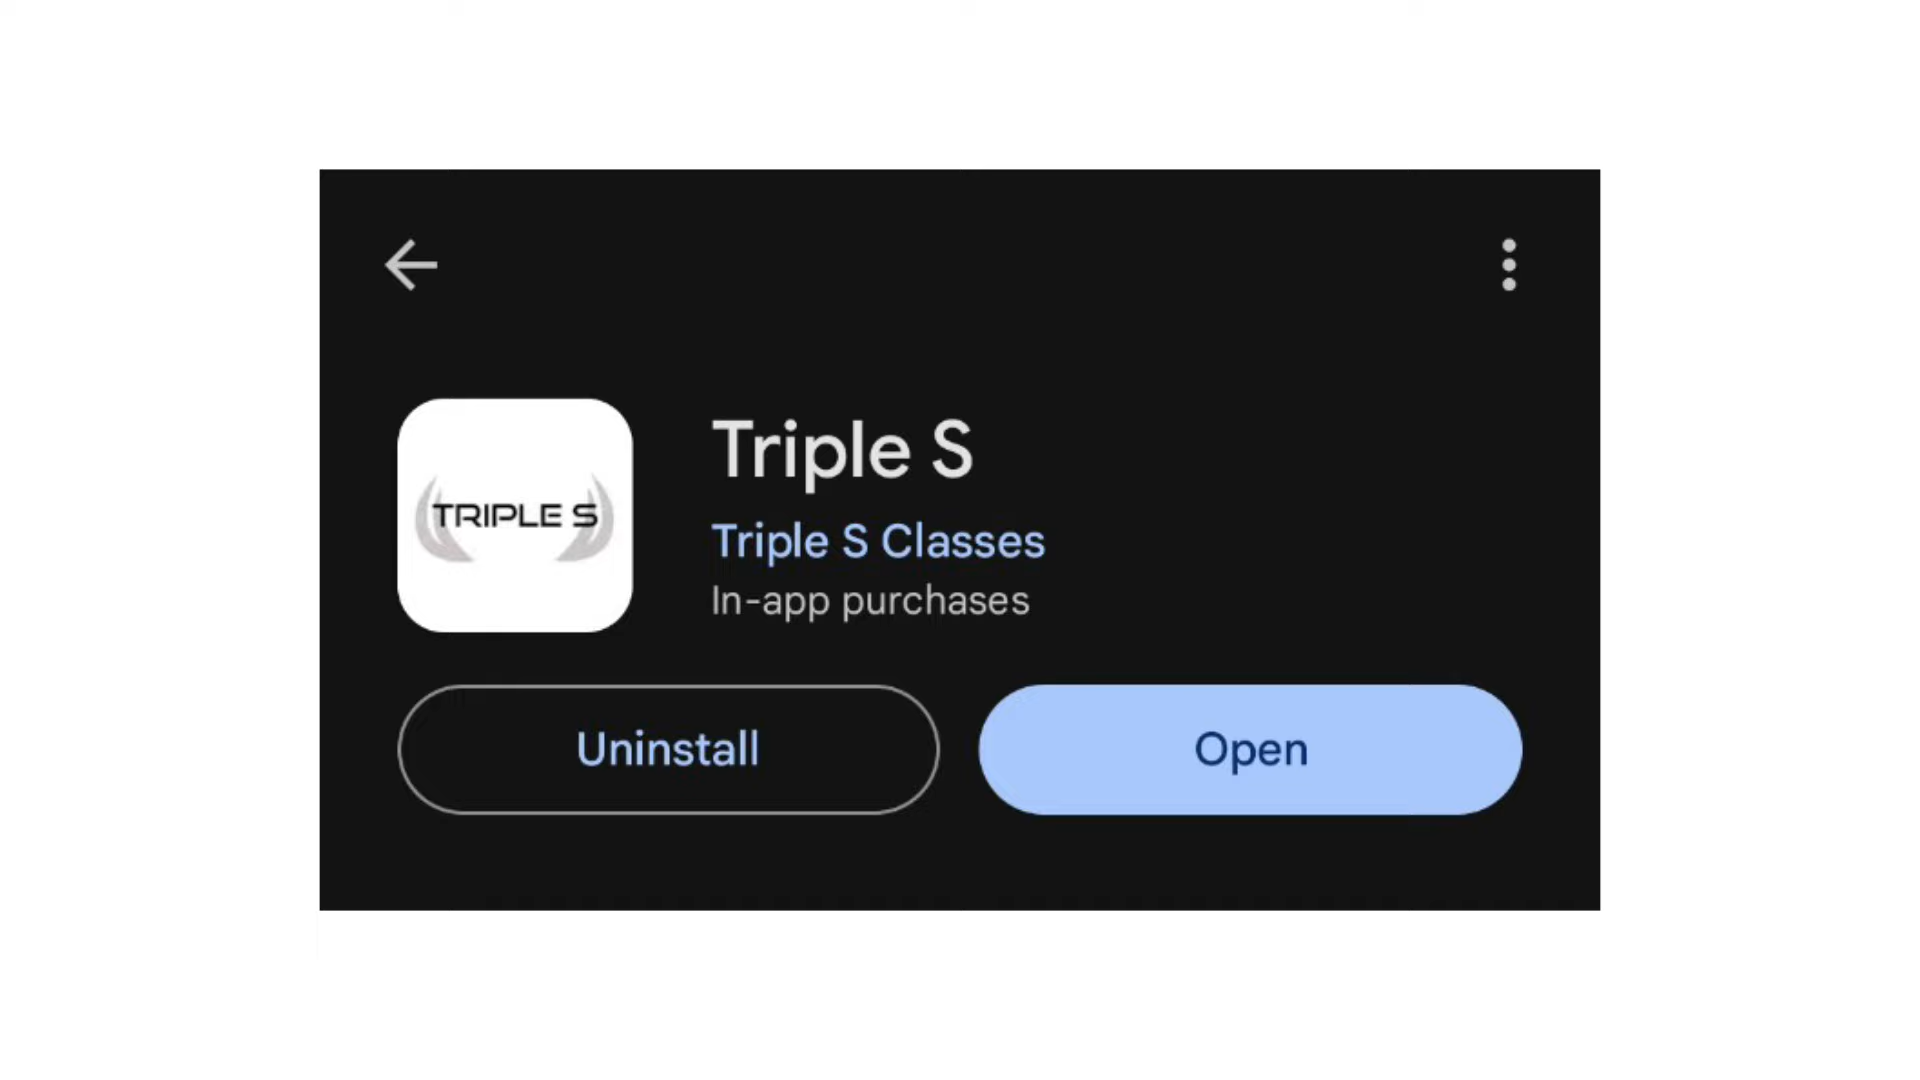 TRIPLE S
Triple S
Triple S Classes
In-app purchases
Uninstall
Open